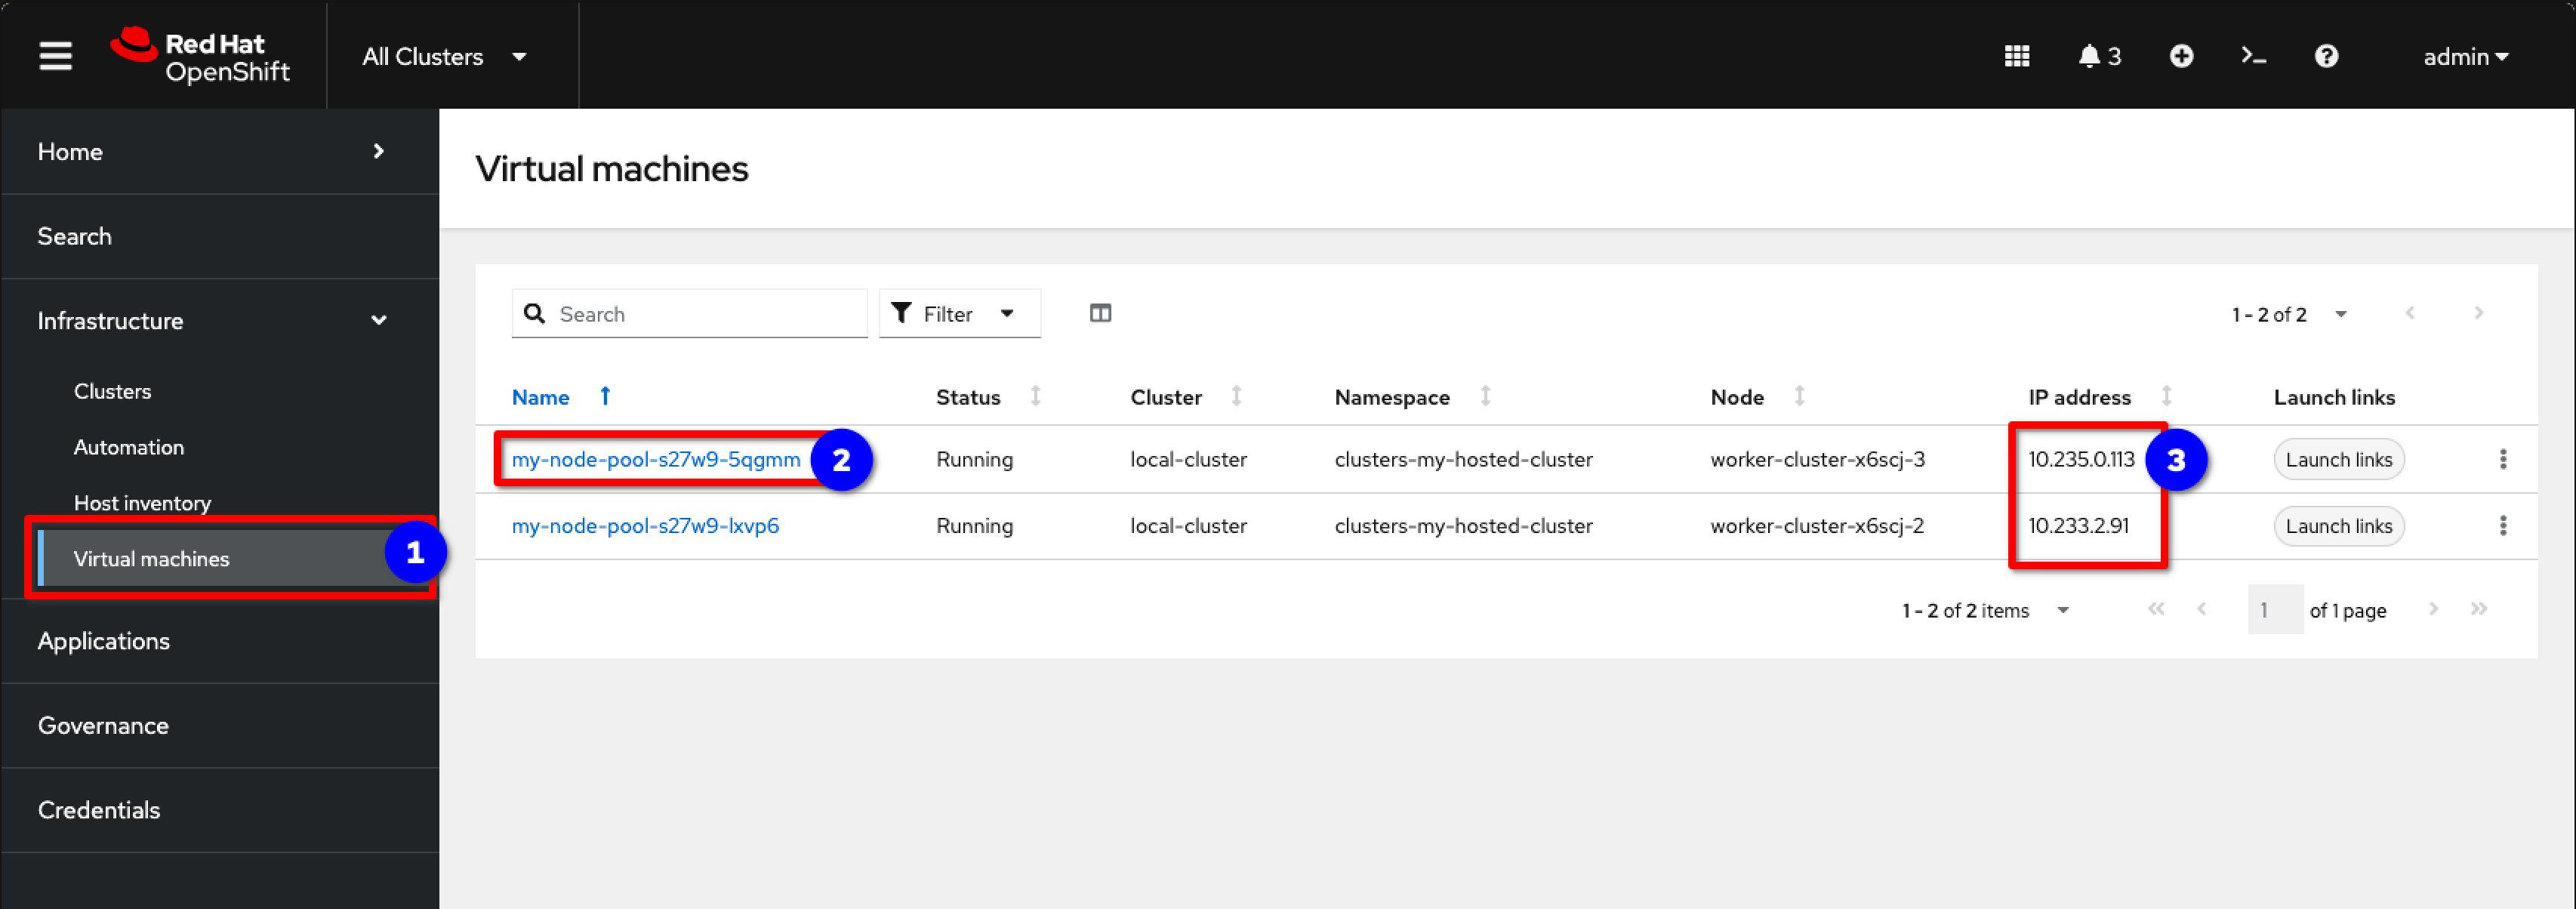 Red Hat
OpenShift
All Clusters
3
admin
Home
Search
Infrastructure
Clusters
Automation
Host inventory
Virtual machines
1
Applications
Governance
Credentials
Virtual machines
Search
Filter
1 - 2 of 2
Name Status Cluster Namespace Node IP address Launch links
my-node-pool-s27w9-5qgmm 2 Running local-cluster clusters-my-hosted-cluster worker-cluster-x6scj-3 10.235.0.113 3 Launch links
my-node-pool-s27w9-lxvp6 Running local-cluster clusters-my-hosted-cluster worker-cluster-x6scj-2 10.233.2.91 Launch links
1 - 2 of 2 items 1 of 1 page